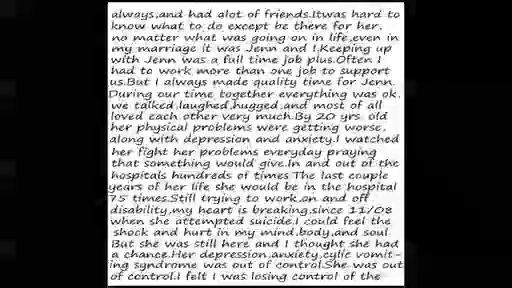 always,and had alot of friends.Itwas hard to
know what to do except be there for her,
no matter what was going on in life,even in
my marriage it was Jenn and I.Keeping up
with Jenn was a full time job plus.Often I
had to work more than one job to support
us.But I always made quality time for Jenn.
During our time together everything was ok,
we talked,laughed,hugged,and most of all
loved each other very much.By 20 yrs. old
her physical problems were getting worse,
along with depression and anxiety.I watched
her fight her problems everyday praying
that something would give.In and out of the
hospitals hundreds of times.The last couple
years of her life she would be in the hospital
75 times.Still trying to work,on and off
disability,my heart is breaking,since 11/08
when she attempted suicide.I could feel the
shock and hurt in my mind,body,and soul.
But she was still here and I thought she had
a chance.Her depression,anxiety,cylic vomit-
ing syndrome was out of control.She was out
of control.I felt I was losing control of the